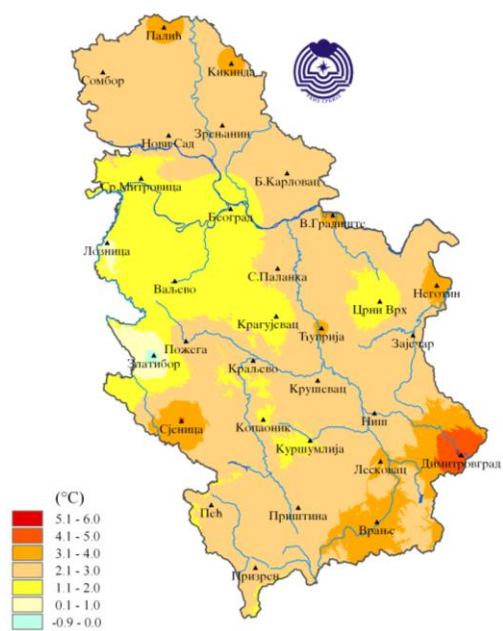 Палић
Кикинда
Сомбор
Зрењанин
Нови Сад
Б.Карловац
Ср.Митровица
Београд
В.Градиште
Лозница
С.Паланка
Ваљево
Неготин
Црни Врх
Крагујевац
Ћуприја
Зајечар
Пожега
Златибор
Краљево
Крушевац
Сјеница
Копаоник
Ниш
Куршумлија
Лесковац
Димитровград
Пећ
Приштина
Врање
Призрен
(°C)
5.1 - 6.0
4.1 - 5.0
3.1 - 4.0
2.1 - 3.0
1.1 - 2.0
0.1 - 1.0
-0.9 - 0.0